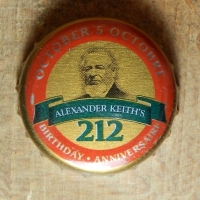 OCTOBER 5 OCTOBRE
ALEXANDER KEITH'S
212
BIRTHDAY • ANNIVERSAIRE